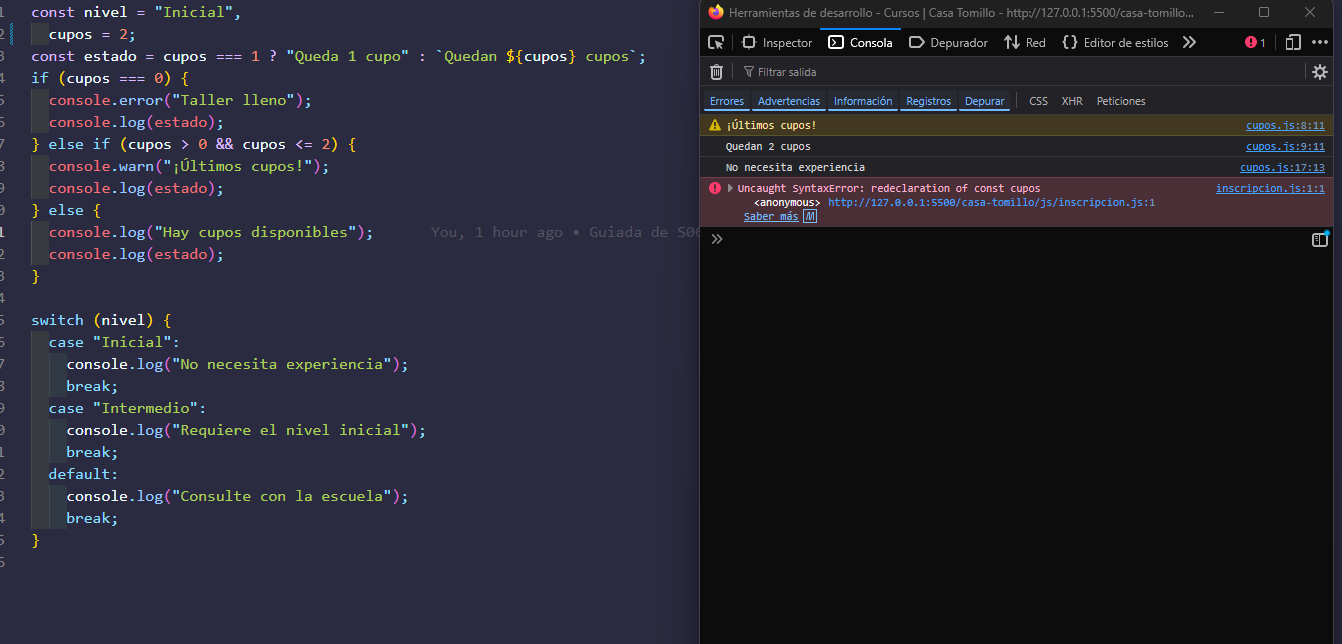 const nivel = "Inicial",
cupos = 2;
const estado = cupos === 1 ? "Queda 1 cupo" : `Quedan ${cupos} cupos`;
if (cupos === 0) {
console.error("Taller lleno");
console.log(estado);
} else if (cupos > 0 && cupos <= 2) {
console.warn("¡Últimos cupos!");
console.log(estado);
} else {
console.log("Hay cupos disponibles"); You, 1 hour ago • Guiada de S06
console.log(estado);
}
switch (nivel) {
case "Inicial":
console.log("No necesita experiencia");
break;
case "Intermedio":
console.log("Requiere el nivel inicial");
break;
default:
console.log("Consulte con la escuela");
break;
}
Herramientas de desarrollo - Cursos | Casa Tomillo - http://127.0.0.1:5500/casa-tomillo...
Inspector Consola Depurador Red Editor de estilos 1
Filtrar salida
Errores Advertencias Información Registros Depurar CSS XHR Peticiones
¡Últimos cupos! cupos.js:8:11
Quedan 2 cupos cupos.js:9:11
No necesita experiencia cupos.js:17:13
Uncaught SyntaxError: redeclaration of const cupos inscripcion.js:1:1
<anonymous> http://127.0.0.1:5500/casa-tomillo/js/inscripcion.js:1
Saber más